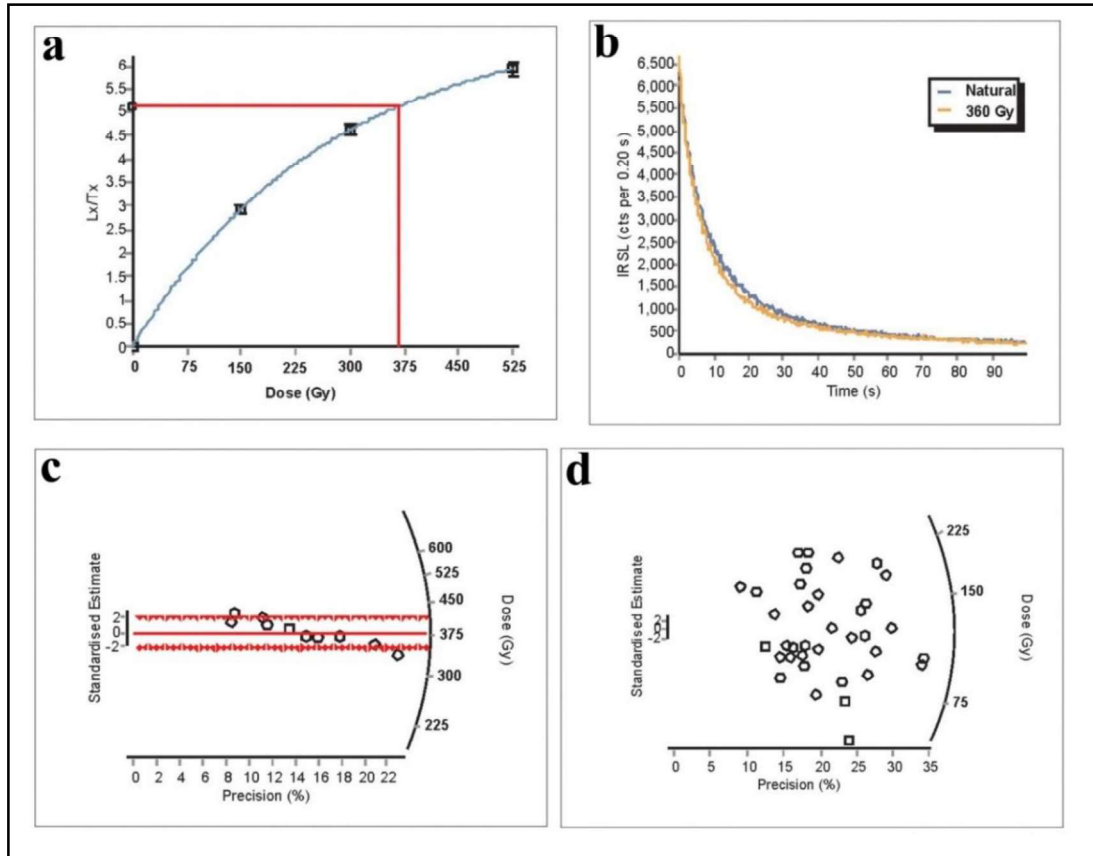 a
Lx/Tx
6
5.5
5
4.5
4
3.5
3
2.5
2
1.5
1
0.5
0
0 75 150 225 300 375 450 525
Dose (Gy)
b
IRSL (cts per 0.20 s)
6,500
6,000
5,500
5,000
4,500
4,000
3,500
3,000
2,500
2,000
1,500
1,000
500
0
Natural
360 Gy
0 10 20 30 40 50 60 70 80 90
Time (s)
c
Standardised Estimate
2
0
-2
600
525
450
375
300
225
Dose (Gy)
0 2 4 6 8 10 12 14 16 18 20 22
Precision (%)
d
Standardised Estimate
2
0
-2
225
150
75
Dose (Gy)
0 5 10 15 20 25 30 35
Precision (%)